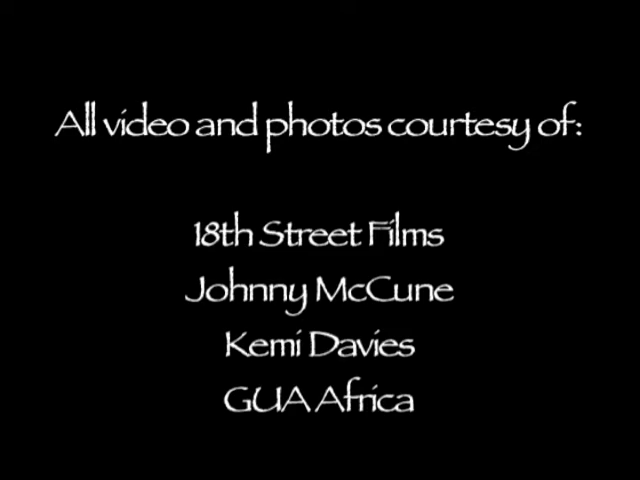 All video and photos courtesy of:
18th Street Films
Johnny McCune
Kemi Davies
GUA Africa